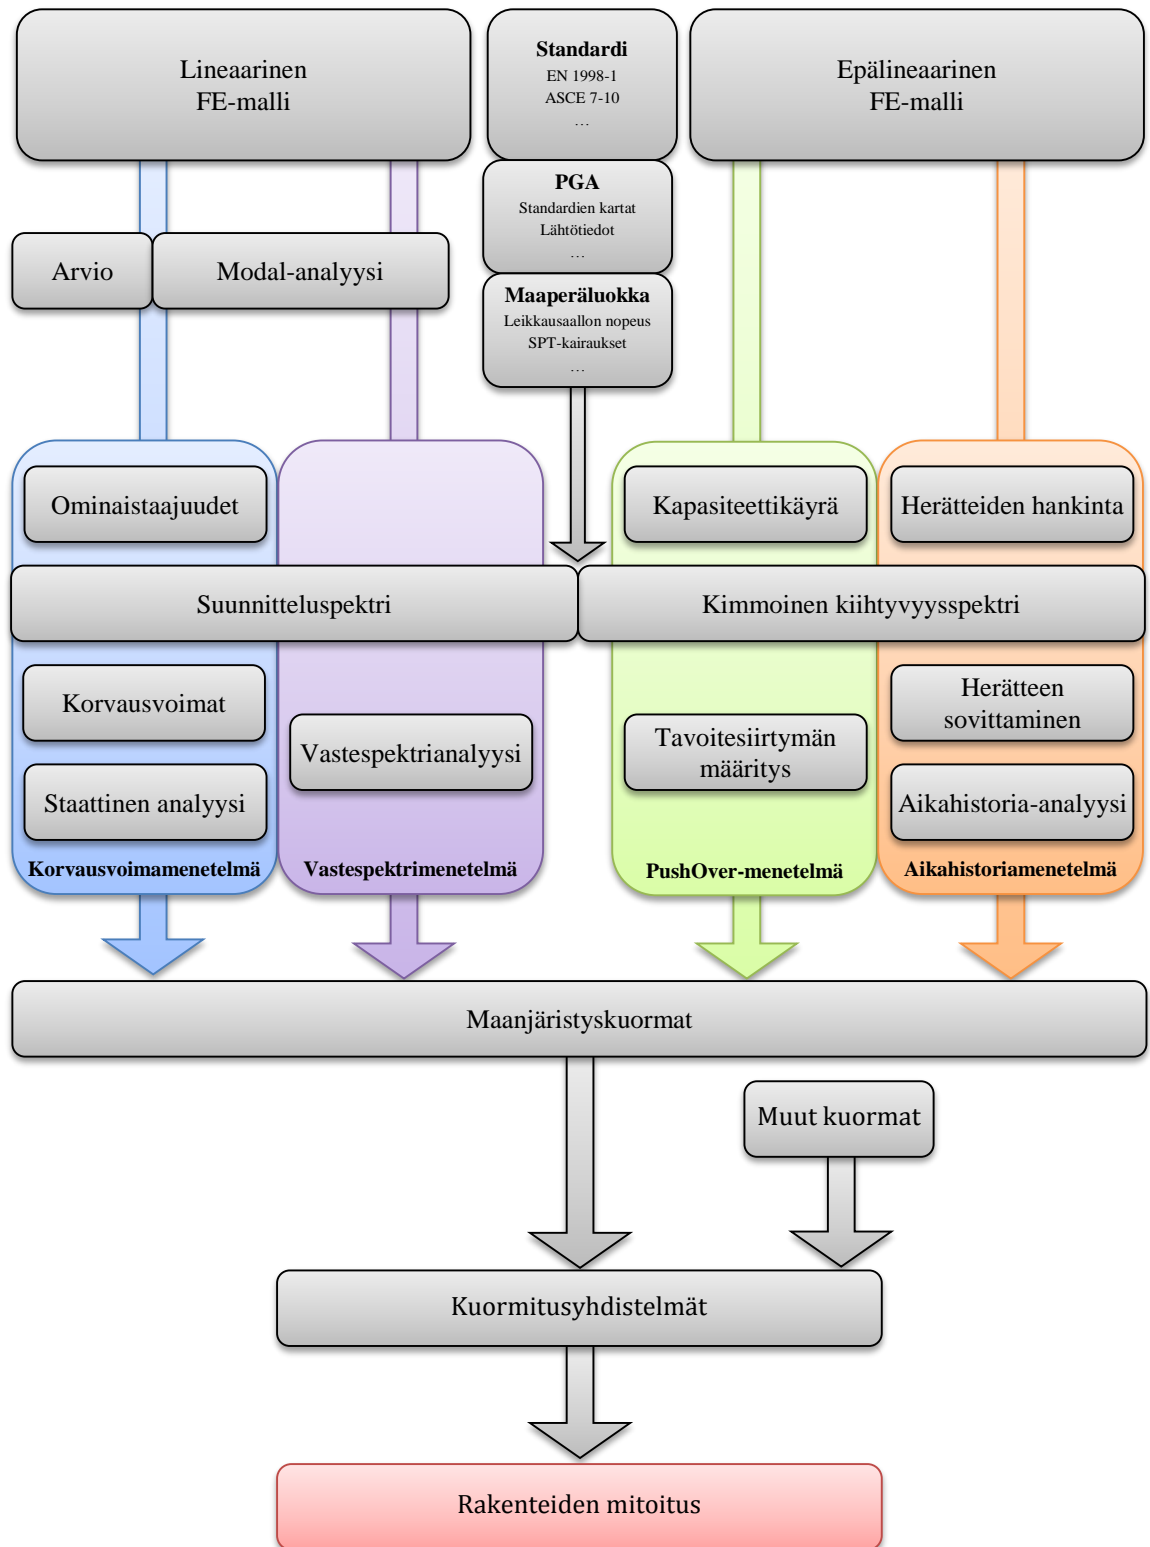 Lineaarinen
FE-malli
Standardi
EN 1998-1
ASCE 7-10
…
Epälineaarinen
FE-malli
PGA
Standardien kartat
Lähtötiedot
…
Arvio
Modal-analyysi
Maaperäluokka
Leikkausaallon nopeus
SPT-kairaukset
…
Ominaistaajuudet
Kapasiteettikäyrä
Herätteiden hankinta
Suunnitteluspektri
Kimmoinen kiihtyvyysspektri
Korvausvoimat
Vastespektrianalyysi
Tavoitesiirtymän
määritys
Herätteen
sovittaminen
Staattinen analyysi
Aikahistoria-analyysi
Korvausvoimamenetelmä
Vastespektrimenetelmä
PushOver-menetelmä
Aikahistoriamenetelmä
Maanjäristyskuormat
Muut kuormat
Kuormitusyhdistelmät
Rakenteiden mitoitus